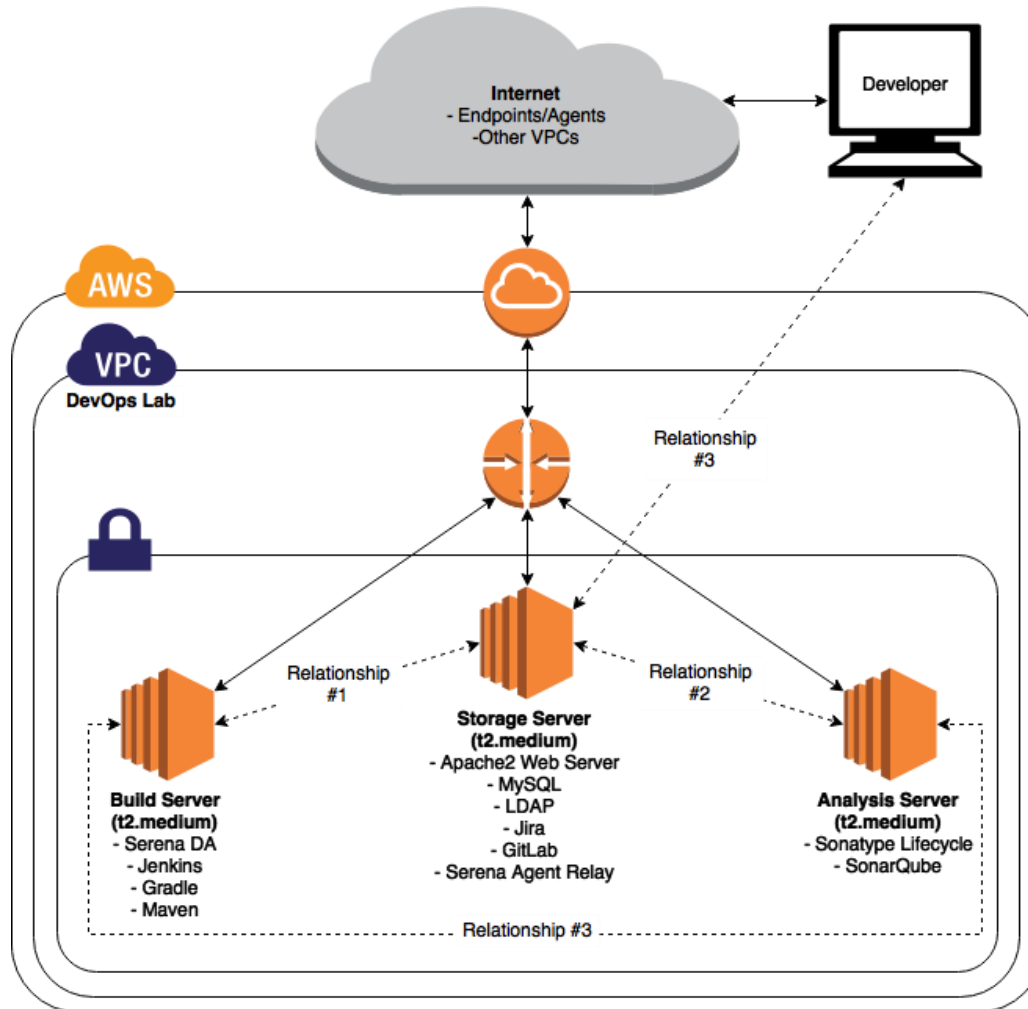 Internet
- Endpoints/Agents
-Other VPCs
Developer
AWS
VPC
DevOps Lab
Relationship
#3
Relationship
#1
Relationship
#2
Storage Server
(t2.medium)
- Apache2 Web Server
- MySQL
- LDAP
- Jira
- GitLab
- Serena Agent Relay
Build Server
(t2.medium)
- Serena DA
- Jenkins
- Gradle
- Maven
Analysis Server
(t2.medium)
- Sonatype Lifecycle
- SonarQube
Relationship #3